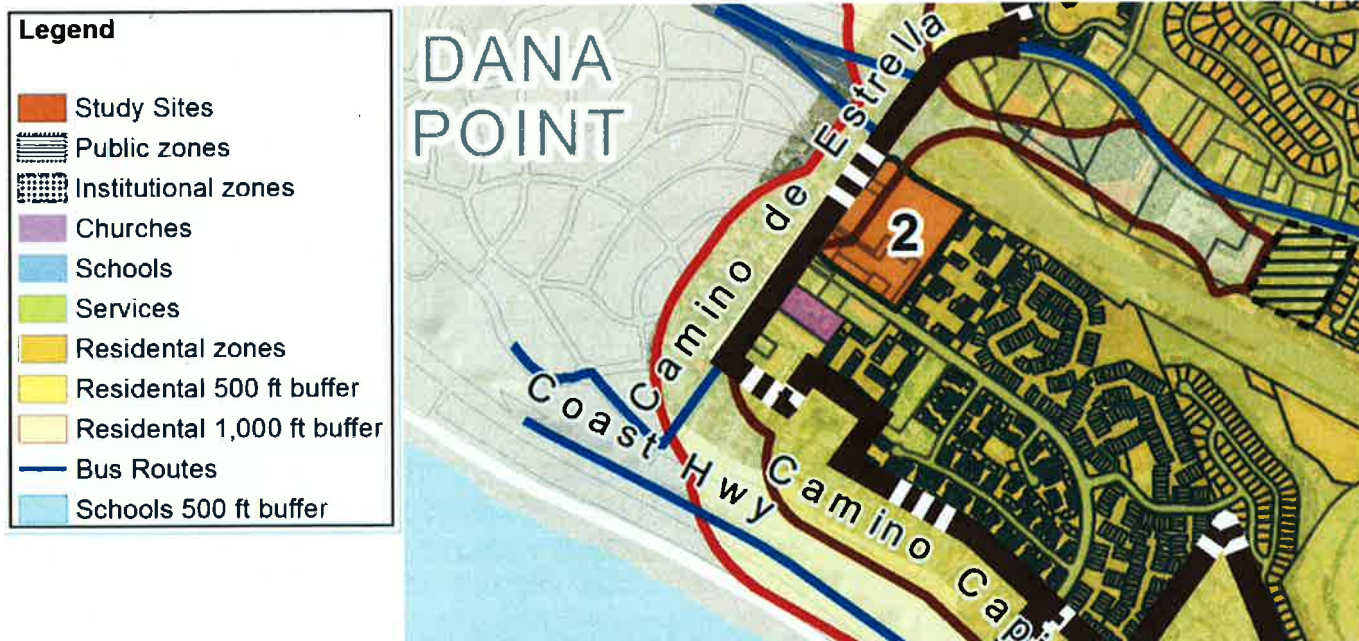 Legend
Study Sites
Public zones
Institutional zones
Churches
Schools
Services
Residental zones
Residental 500 ft buffer
Residental 1,000 ft buffer
Bus Routes
Schools 500 ft buffer
DANA
POINT
Camino de Estrella
2
Coast Hwy
Camino Capi